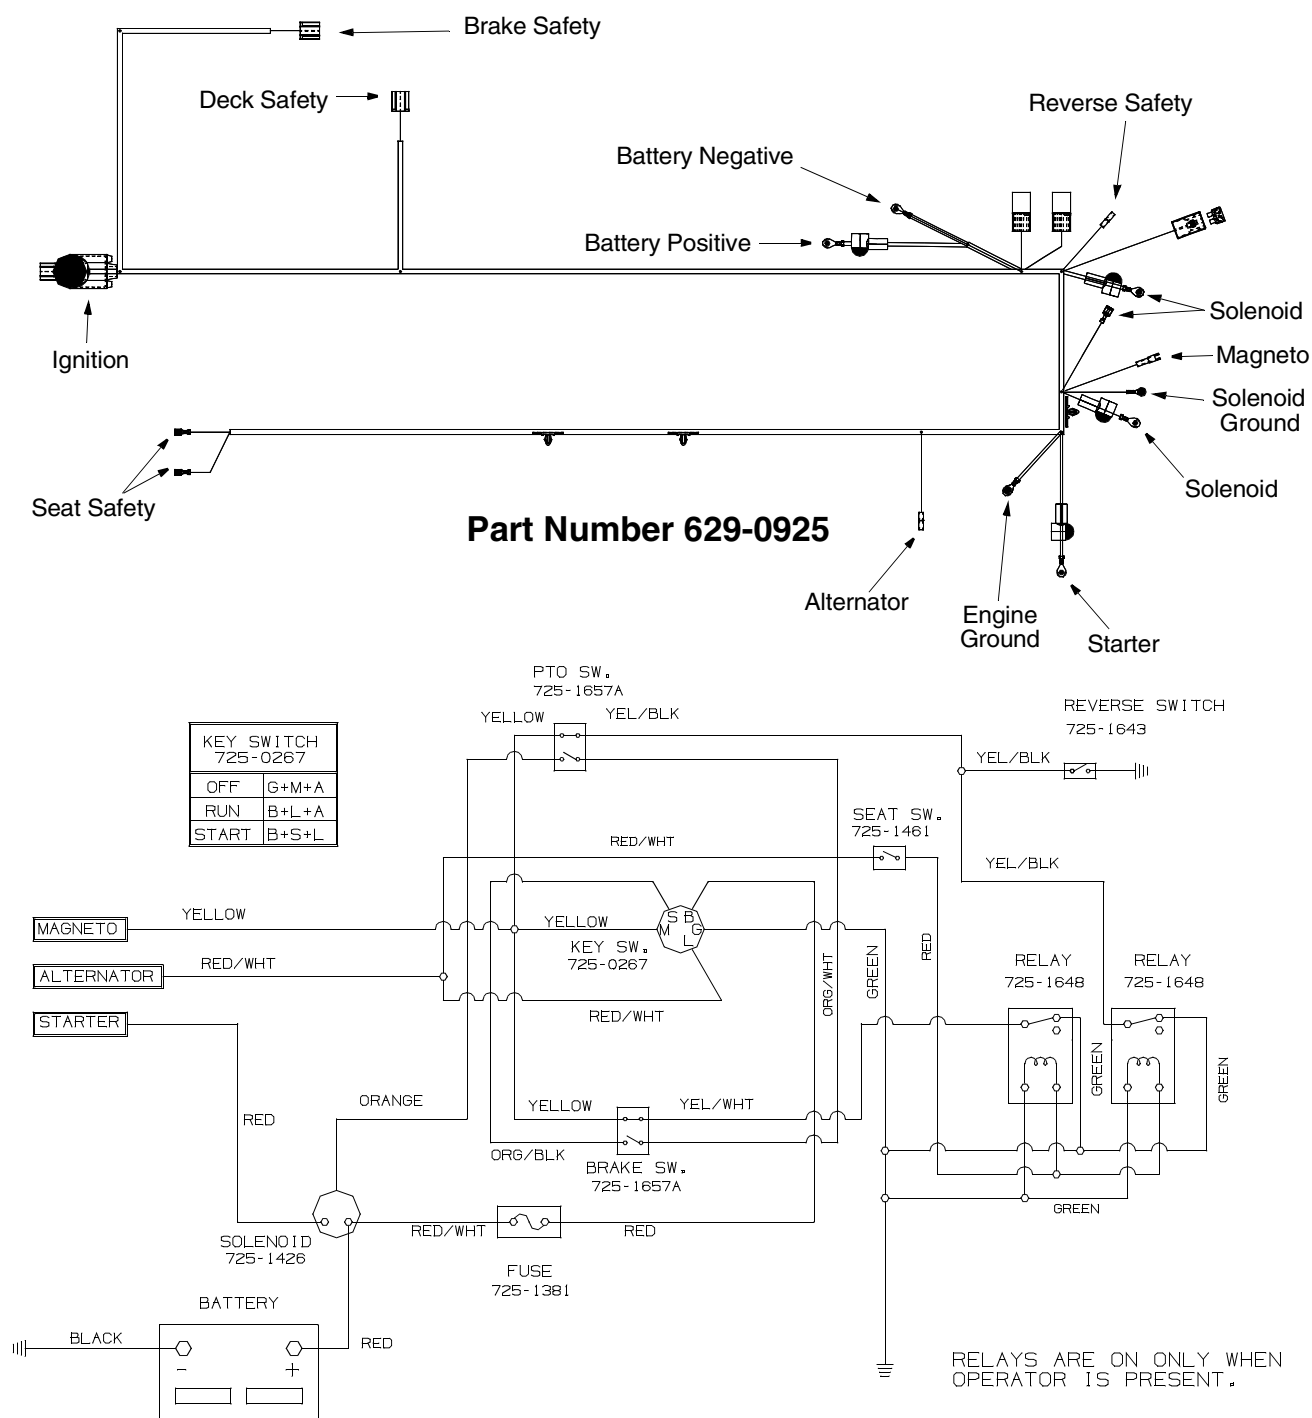 Brake Safety
Deck Safety
Reverse Safety
Battery Negative
Battery Positive
Solenoid
Ignition
Magneto
Solenoid
Ground
Solenoid
Seat Safety
Part Number 629-0925
Alternator
Engine
Ground
Starter
PTO SW.
725-1657A
YELLOW
YEL/BLK
REVERSE SWITCH
725-1643
KEY SWITCH
725-0267
OFF G+M+A
RUN B+L+A
START B+S+L
YEL/BLK
SEAT SW.
725-1461
RED/WHT
YEL/BLK
MAGNETO
YELLOW
YELLOW
S B
M G
L
KEY SW.
725-0267
ALTERNATOR
RED/WHT
ORG/WHT
GREEN
RED
RELAY
725-1648
RELAY
725-1648
STARTER
RED/WHT
GREEN
GREEN
RED
ORANGE
YELLOW
YEL/WHT
ORG/BLK
BRAKE SW.
725-1657A
GREEN
SOLENOID
725-1426
RED/WHT
RED
FUSE
725-1381
BATTERY
BLACK
RED
- +
RELAYS ARE ON ONLY WHEN
OPERATOR IS PRESENT.